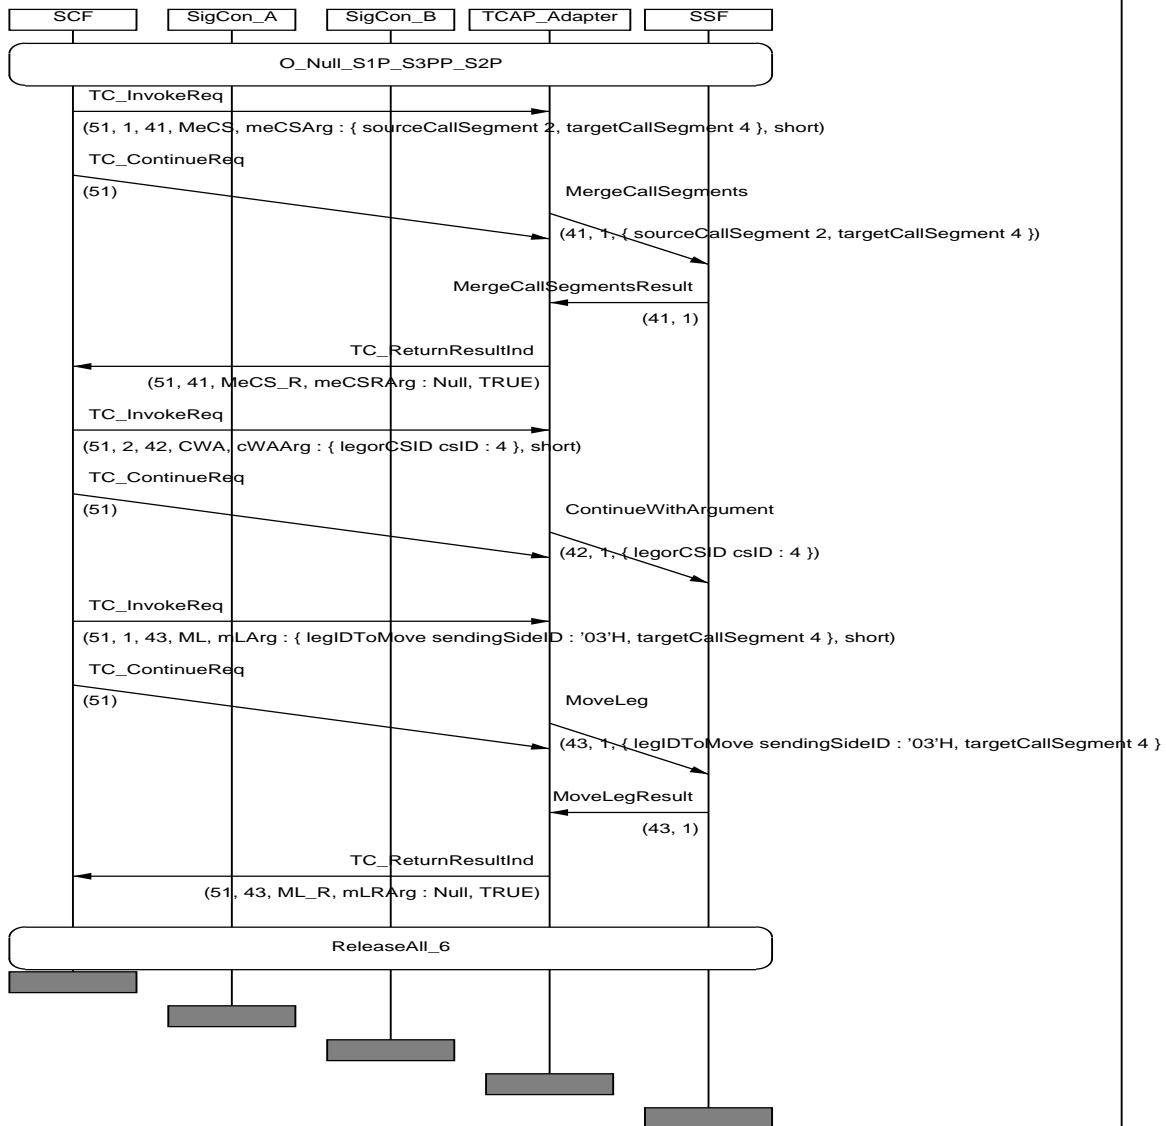 SCF SigCon_A SigCon_B TCAP_Adapter SSF
O_Null_S1P_S3PP_S2P
TC_InvokeReq
(51, 1, 41, MeCS, meCSArg : { sourceCallSegment 2, targetCallSegment 4 }, short)
TC_ContinueReq
(51)
MergeCallSegments
(41, 1, { sourceCallSegment 2, targetCallSegment 4 })
MergeCallSegmentsResult
(41, 1)
TC_ReturnResultInd
(51, 41, MeCS_R, meCSRArg : Null, TRUE)
TC_InvokeReq
(51, 2, 42, CWA, cWAArg : { legorCSID csID : 4 }, short)
TC_ContinueReq
(51)
ContinueWithArgument
(42, 1, { legorCSID csID : 4 })
TC_InvokeReq
(51, 1, 43, ML, mLArg : { legIDToMove sendingSideID : '03'H, targetCallSegment 4 }, short)
TC_ContinueReq
(51)
MoveLeg
(43, 1, { legIDToMove sendingSideID : '03'H, targetCallSegment 4 }
MoveLegResult
(43, 1)
TC_ReturnResultInd
(51, 43, ML_R, mLRArg : Null, TRUE)
ReleaseAll_6